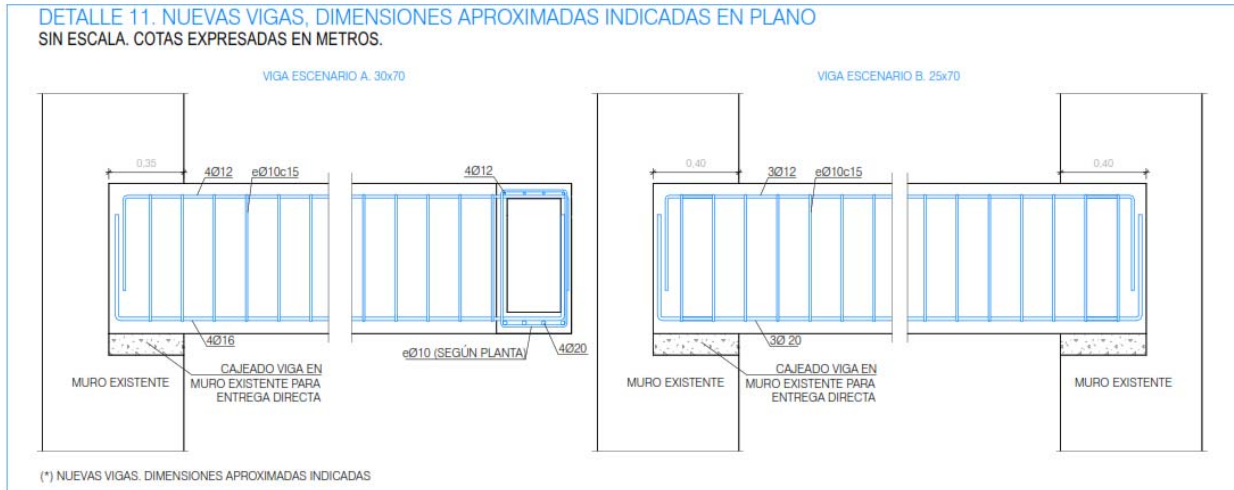 DETALLE 11. NUEVAS VIGAS, DIMENSIONES APROXIMADAS INDICADAS EN PLANO
SIN ESCALA. COTAS EXPRESADAS EN METROS.
VIGA ESCENARIO A. 30x70
0,35
4Ø12
eØ10c15
4Ø12
4Ø16
eØ10 (SEGÚN PLANTA)
4Ø20
MURO EXISTENTE
CAJEADO VIGA EN
MURO EXISTENTE PARA
ENTREGA DIRECTA
VIGA ESCENARIO B. 25x70
0,40
3Ø12
eØ10c15
0,40
3Ø 20
MURO EXISTENTE
CAJEADO VIGA EN
MURO EXISTENTE PARA
ENTREGA DIRECTA
MURO EXISTENTE
(*) NUEVAS VIGAS. DIMENSIONES APROXIMADAS INDICADAS